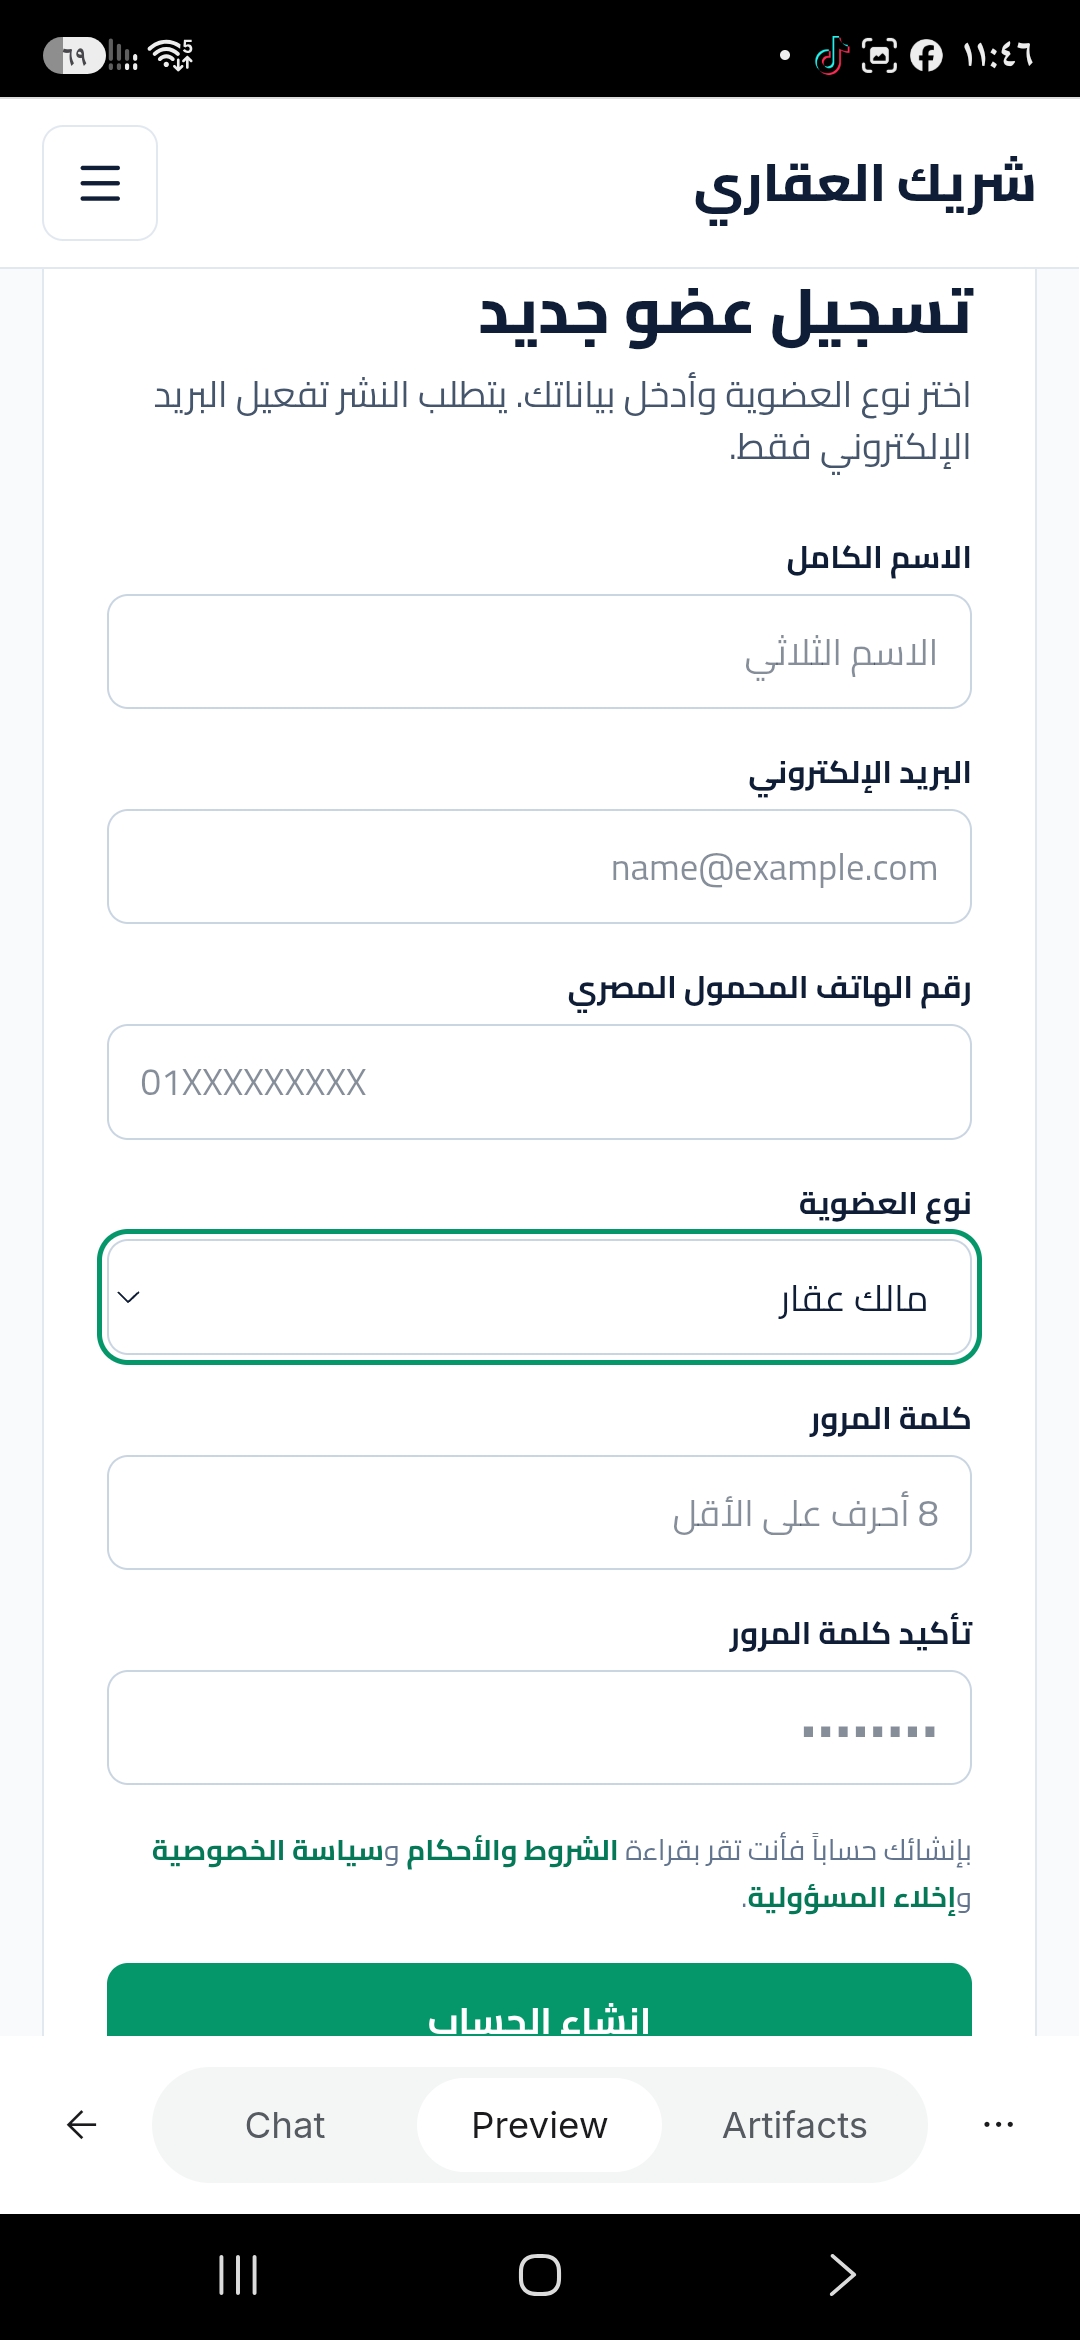 ٦٩
5
١١:٤٦
شريك العقاري
تسجيل عضو جديد
اختر نوع العضوية وأدخل بياناتك. يتطلب النشر تفعيل البريد
الإلكتروني فقط.
الاسم الكامل
الاسم الثلاثي
البريد الإلكتروني
name@example.com
رقم الهاتف المحمول المصري
01XXXXXXXXX
نوع العضوية
مالك عقار
كلمة المرور
8 أحرف على الأقل
تأكيد كلمة المرور
بإنشائك حساباً فأنت تقر بقراءة الشروط والأحكام وسياسة الخصوصية
وإخلاء المسؤولية.
إنشاء الحساب
Chat
Preview
Artifacts